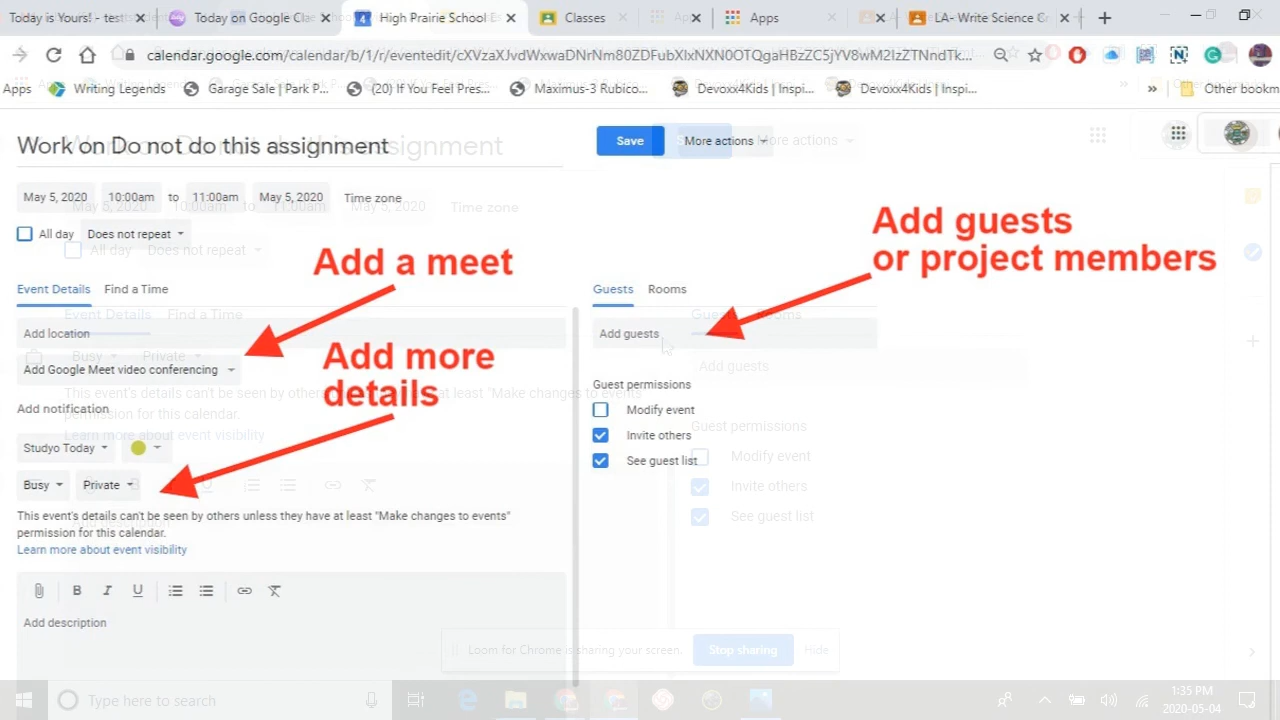 Today is Yours! - test
Today on Google Cla
High Prairie School
Classes
Apps
LA- Write Science C
calendar.google.com/calendar/b/1/r/eventedit/
Apps
Writing Legends
Garage Sale | Park P...
(20) If You Feel Pres...
Maximus-3 Rubico...
Devoxx4Kids | Inspi...
Devoxx4Kids | Inspi...
»
Other bookm
Work on Do not do this assignment
Save
More actions
May 5, 2020 10:00am to 11:00am May 5, 2020 Time zone
All day Does not repeat
Add a meet
Add guests
or project members
Event Details Find a Time
Guests Rooms
Add location
Add guests
Add Google Meet video conferencing
Add more
details
Guest permissions
Add notification
Modify event
Studyo Today
Invite others
See guest list
Busy Private
This event's details can't be seen by others unless they have at least "Make changes to events"
permission for this calendar.
Learn more about event visibility
B I U
Add description
Loom for Chrome is sharing your screen.
Stop sharing
Hide
Type here to search
1:35 PM
2020-05-04